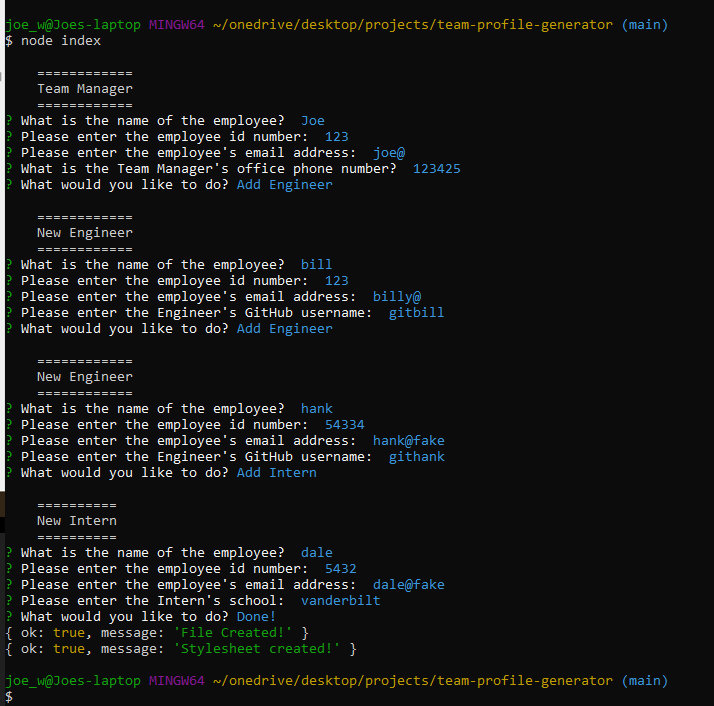 joe_w@Joes-laptop MINGW64 ~/onedrive/desktop/projects/team-profile-generator (main)
$ node index
============
Team Manager
============
? What is the name of the employee?  Joe
? Please enter the employee id number:  123
? Please enter the employee's email address:  joe@
? What is the Team Manager's office phone number?  123425
? What would you like to do? Add Engineer
============
New Engineer
============
? What is the name of the employee?  bill
? Please enter the employee id number:  123
? Please enter the employee's email address:  billy@
? Please enter the Engineer's GitHub username:  gitbill
? What would you like to do? Add Engineer
============
New Engineer
============
? What is the name of the employee?  hank
? Please enter the employee id number:  54334
? Please enter the employee's email address:  hank@fake
? Please enter the Engineer's GitHub username:  githank
? What would you like to do? Add Intern
==========
New Intern
==========
? What is the name of the employee?  dale
? Please enter the employee id number:  5432
? Please enter the employee's email address:  dale@fake
? Please enter the Intern's school:  vanderbilt
? What would you like to do? Done!
{ ok: true, message: 'File Created!' }
{ ok: true, message: 'Stylesheet created!' }
joe_w@Joes-laptop MINGW64 ~/onedrive/desktop/projects/team-profile-generator (main)
$